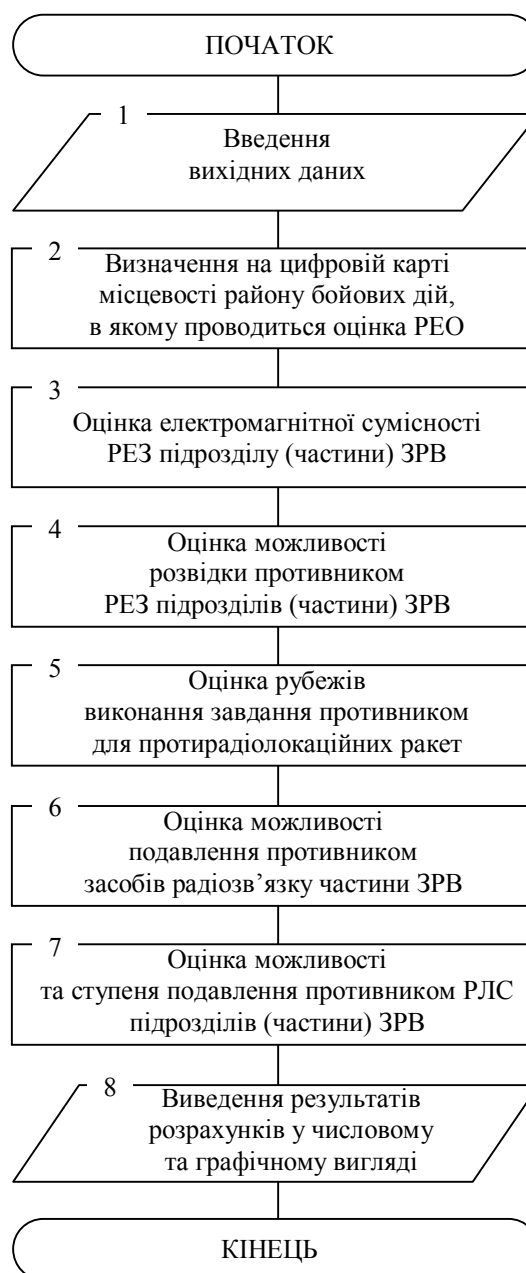 ПОЧАТОК
1
Введення
вихідних даних
2
Визначення на цифровій карті
місцевості району бойових дій,
в якому проводиться оцінка РЕО
3
Оцінка електромагнітної сумісності
РЕЗ підрозділу (частини) ЗРВ
4
Оцінка можливості
розвідки противником
РЕЗ підрозділів (частини) ЗРВ
5
Оцінка рубежів
виконання завдання противником
для протирадіолокаційних ракет
6
Оцінка можливості
подавлення противником
засобів радіозв’язку частини ЗРВ
7
Оцінка можливості
та ступеня подавлення противником РЛС
підрозділів (частини) ЗРВ
8
Виведення результатів
розрахунків у числовому
та графічному вигляді
КІНЕЦЬ